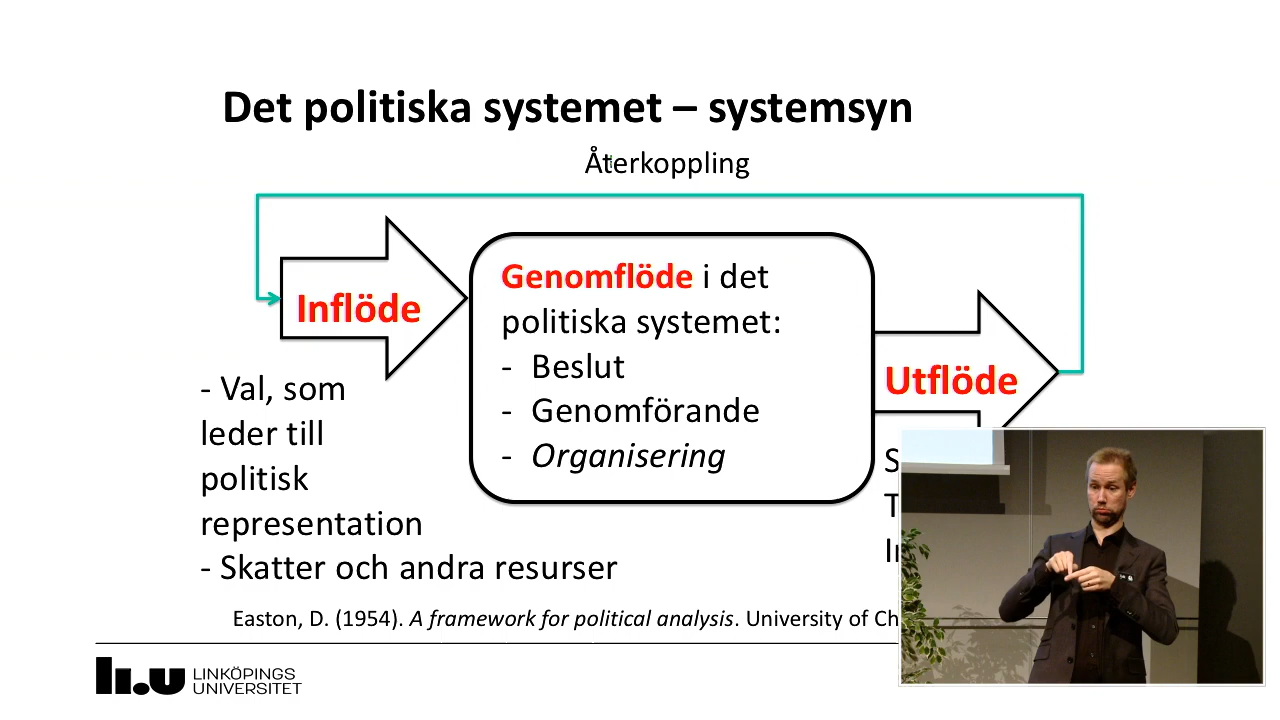 Det politiska systemet – systemsyn
Återkoppling
Inflöde
Genomflöde i det
politiska systemet:
- Beslut
- Genomförande
- Organisering
Utflöde
- Val, som
leder till
politisk
representation
- Skatter och andra resurser
Easton, D. (1954). A framework for political analysis. University of
LINKÖPINGS
UNIVERSITET